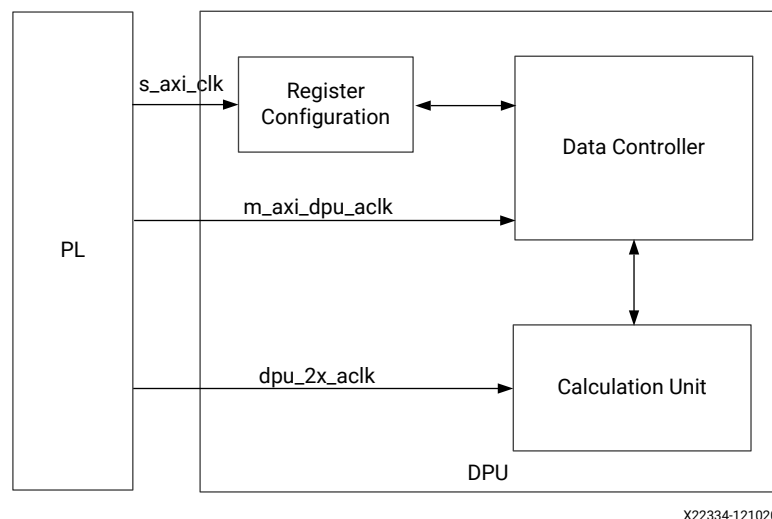 s_axi_clk
Register
Configuration
Data Controller
m_axi_dpu_aclk
PL
dpu_2x_aclk
Calculation Unit
DPU